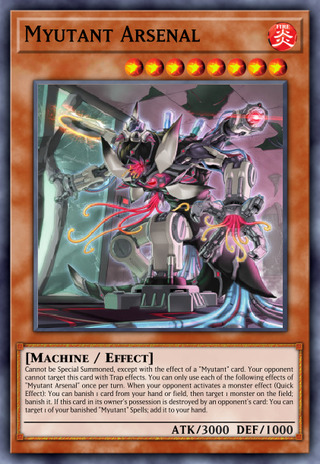 Myutant Arsenal
FIRE
炎
[Machine / Effect]
Cannot be Special Summoned, except with the effect of a "Myutant" card. Your opponent
cannot target this card with Trap effects. You can only use each of the following effects of
"Myutant Arsenal" once per turn. When your opponent activates a monster effect (Quick
Effect): You can banish 1 card from your hand or field, then target 1 monster on the field;
banish it. If this card in its owner's possession is destroyed by an opponent's card: You can
target 1 of your banished "Myutant" Spells; add it to your hand.
ATK/3000 DEF/1000